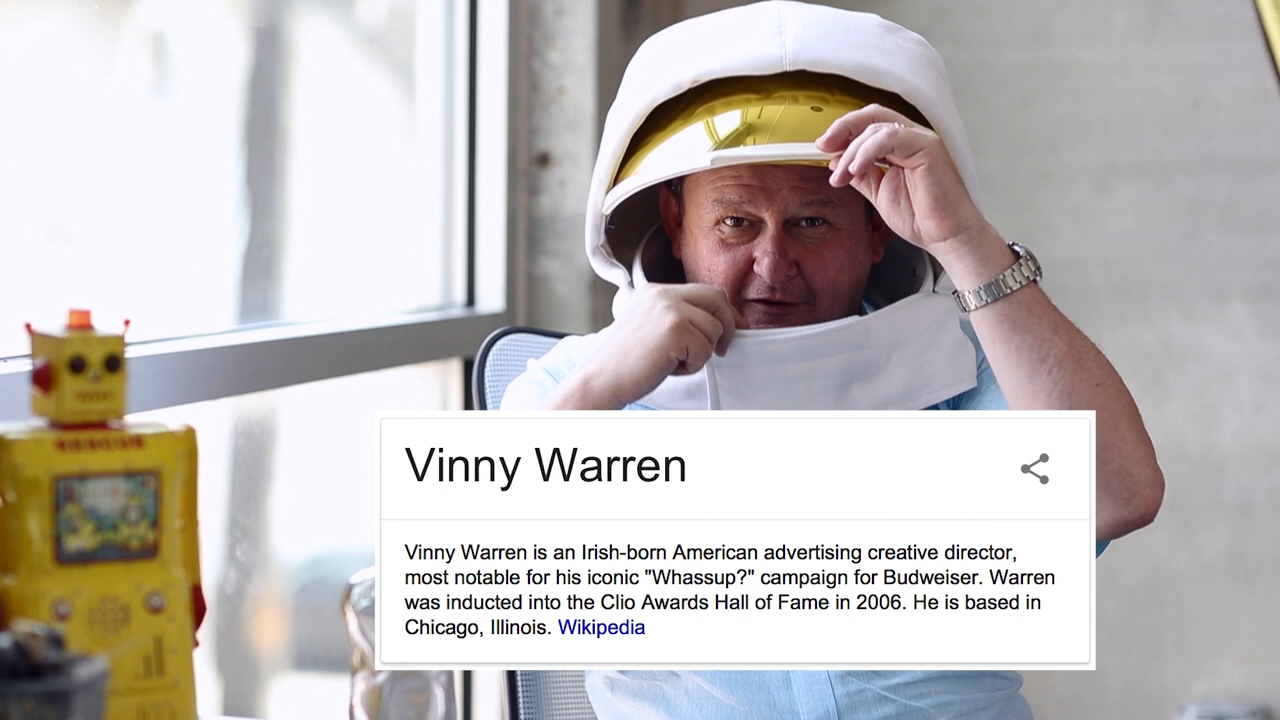 Vinny Warren
Vinny Warren is an Irish-born American advertising creative director,
most notable for his iconic "Whassup?" campaign for Budweiser. Warren
was inducted into the Clio Awards Hall of Fame in 2006. He is based in
Chicago, Illinois. Wikipedia